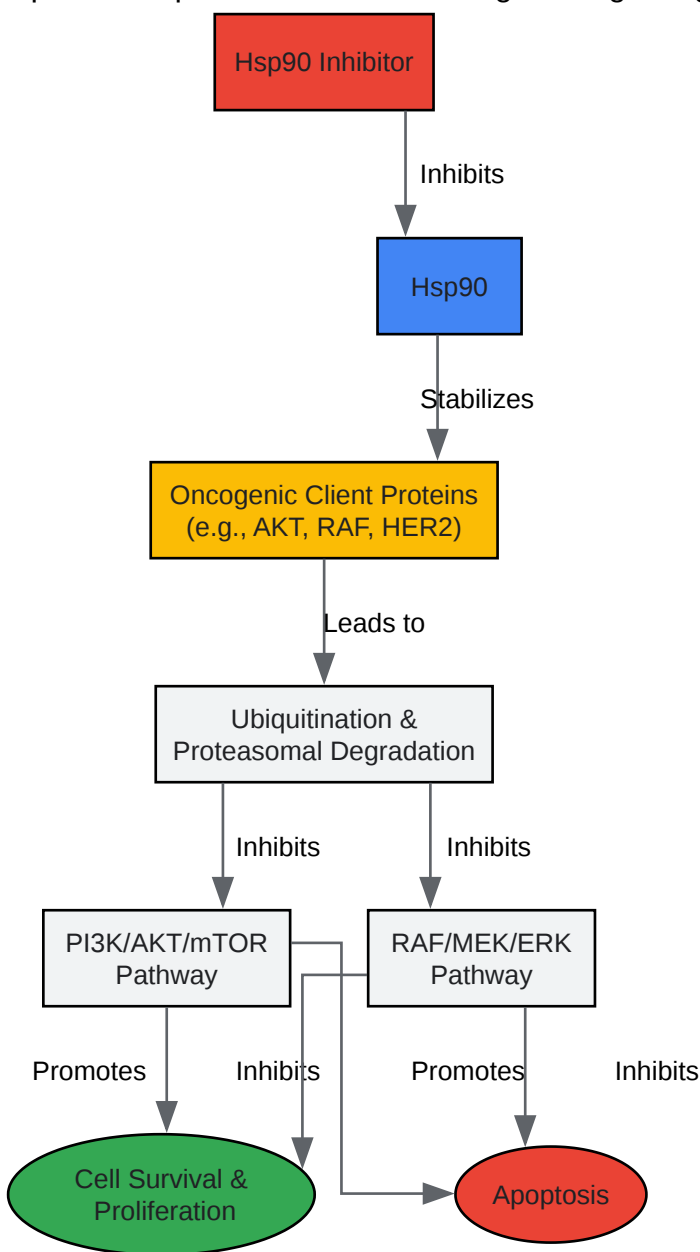 Hsp90 Inhibitor
Inhibits
Hsp90
Stabilizes
Oncogenic Client Proteins
(e.g., AKT, RAF, HER2)
Leads to
Ubiquitination &
Proteasomal Degradation
Inhibits
Inhibits
PI3K/AKT/mTOR
Pathway
RAF/MEK/ERK
Pathway
Promotes
Inhibits
Promotes
Inhibits
Cell Survival &
Proliferation
Apoptosis